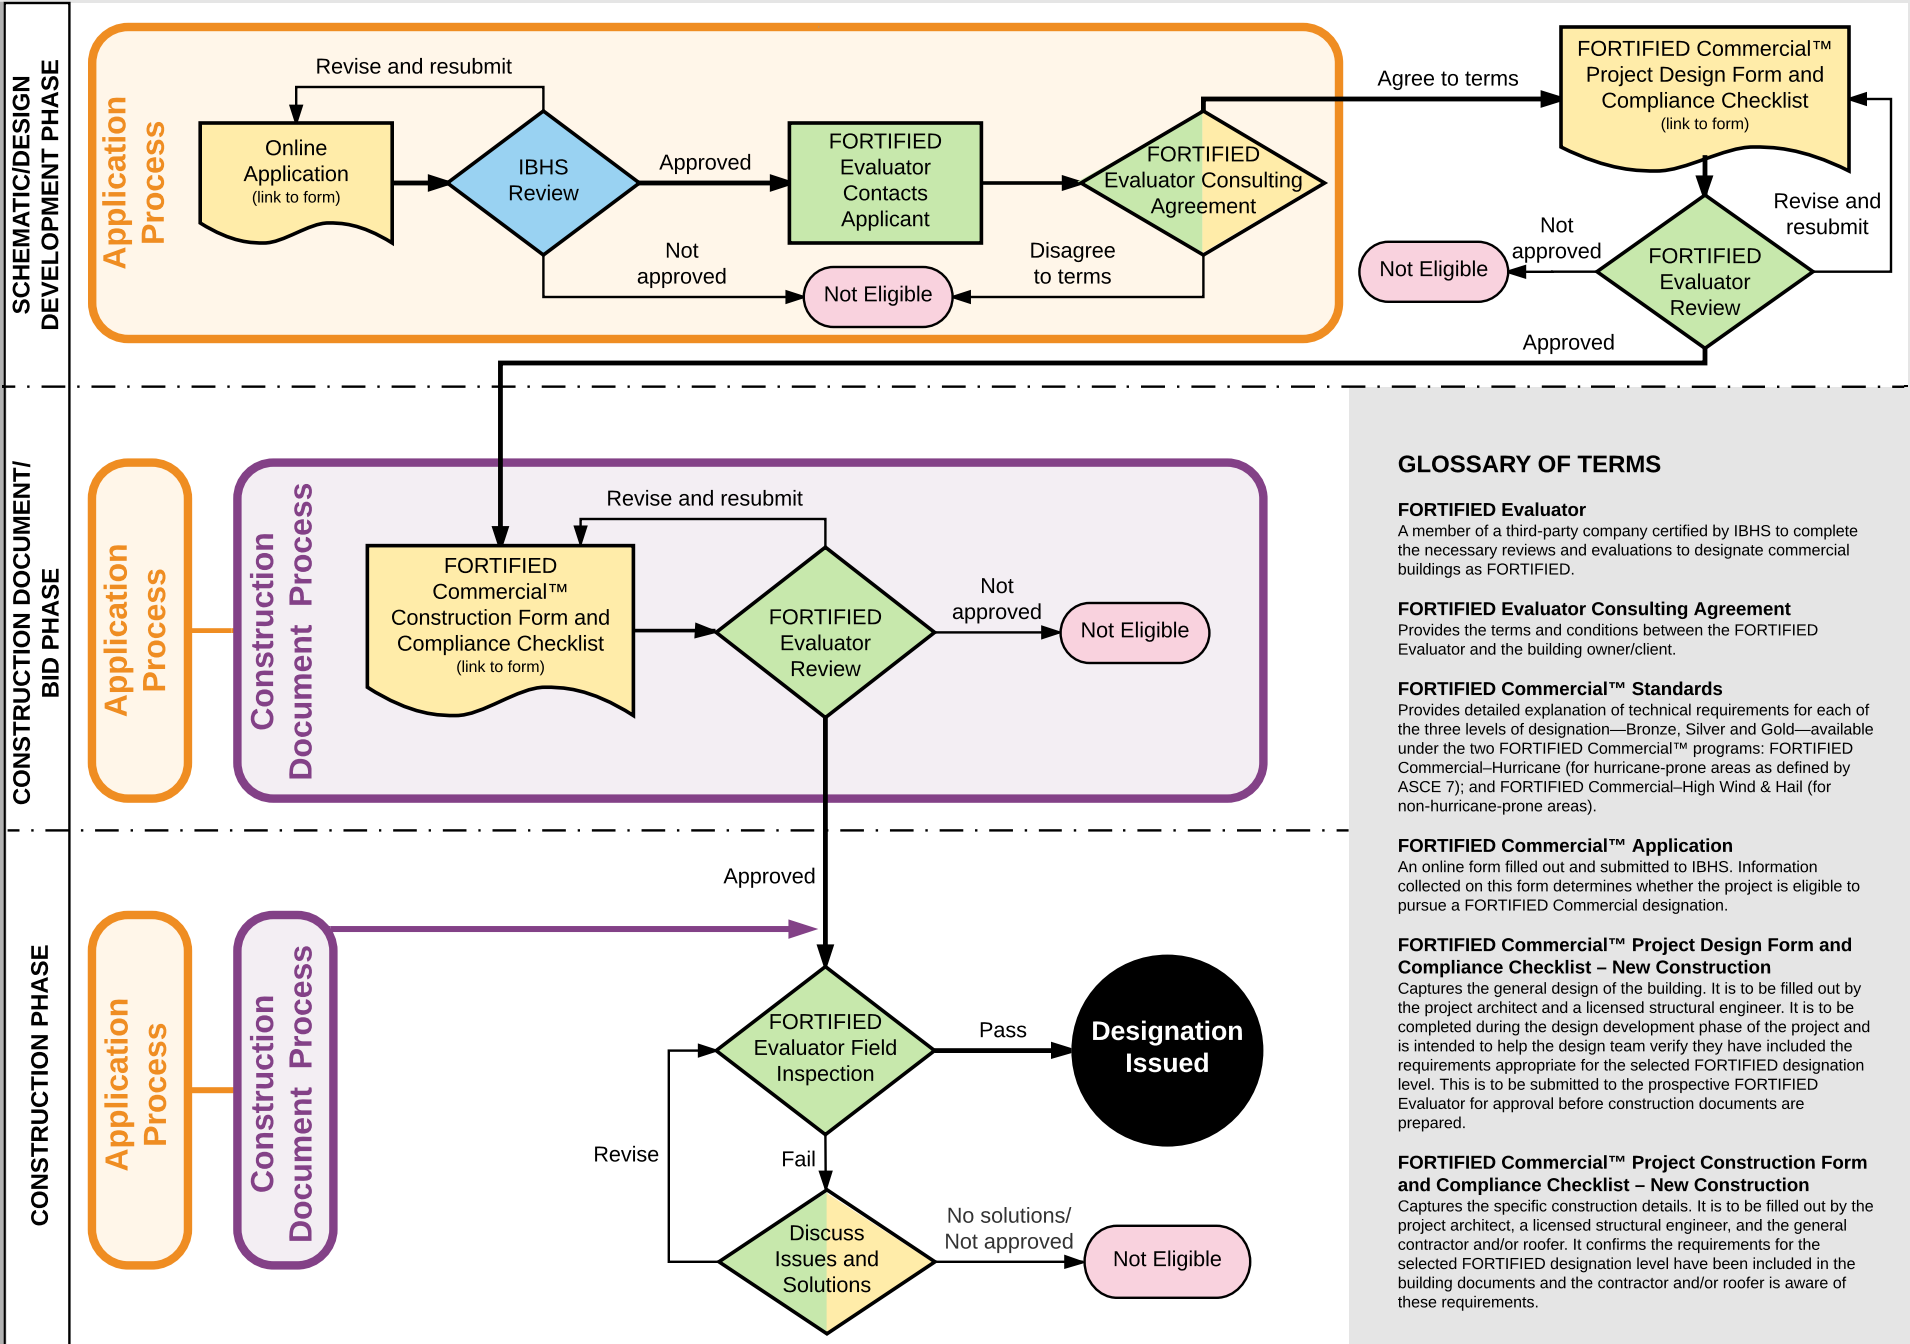 SCHEMATIC/DESIGN
DEVELOPMENT PHASE
Application
Process
Revise and resubmit
Online
Application
(link to form)
IBHS
Review
Approved
FORTIFIED
Evaluator
Contacts
Applicant
FORTIFIED
Evaluator Consulting
Agreement
Not
approved
Not Eligible
Disagree
to terms
Agree to terms
FORTIFIED Commercial™
Project Design Form and
Compliance Checklist
(link to form)
Revise and
resubmit
Not
approved
Not Eligible
FORTIFIED
Evaluator
Review
Approved
CONSTRUCTION DOCUMENT/
BID PHASE
Application
Process
Construction
Document Process
Revise and resubmit
FORTIFIED
Commercial™
Construction Form and
Compliance Checklist
(link to form)
FORTIFIED
Evaluator
Review
Not
approved
Not Eligible
CONSTRUCTION PHASE
Application
Process
Construction
Document Process
Approved
FORTIFIED
Evaluator Field
Inspection
Pass
Designation
Issued
Revise
Fail
Discuss
Issues and
Solutions
No solutions/
Not approved
Not Eligible
GLOSSARY OF TERMS
FORTIFIED Evaluator
A member of a third-party company certified by IBHS to complete
the necessary reviews and evaluations to designate commercial
buildings as FORTIFIED.
FORTIFIED Evaluator Consulting Agreement
Provides the terms and conditions between the FORTIFIED
Evaluator and the building owner/client.
FORTIFIED Commercial™ Standards
Provides detailed explanation of technical requirements for each of
the three levels of designation—Bronze, Silver and Gold—available
under the two FORTIFIED Commercial™ programs: FORTIFIED
Commercial–Hurricane (for hurricane-prone areas as defined by
ASCE 7); and FORTIFIED Commercial–High Wind & Hail (for
non-hurricane-prone areas).
FORTIFIED Commercial™ Application
An online form filled out and submitted to IBHS. Information
collected on this form determines whether the project is eligible to
pursue a FORTIFIED Commercial designation.
FORTIFIED Commercial™ Project Design Form and
Compliance Checklist – New Construction
Captures the general design of the building. It is to be filled out by
the project architect and a licensed structural engineer. It is to be
completed during the design development phase of the project and
is intended to help the design team verify they have included the
requirements appropriate for the selected FORTIFIED designation
level. This is to be submitted to the prospective FORTIFIED
Evaluator for approval before construction documents are
prepared.
FORTIFIED Commercial™ Project Construction Form
and Compliance Checklist – New Construction
Captures the specific construction details. It is to be filled out by the
project architect, a licensed structural engineer, and the general
contractor and/or roofer. It confirms the requirements for the
selected FORTIFIED designation level have been included in the
building documents and the contractor and/or roofer is aware of
these requirements.